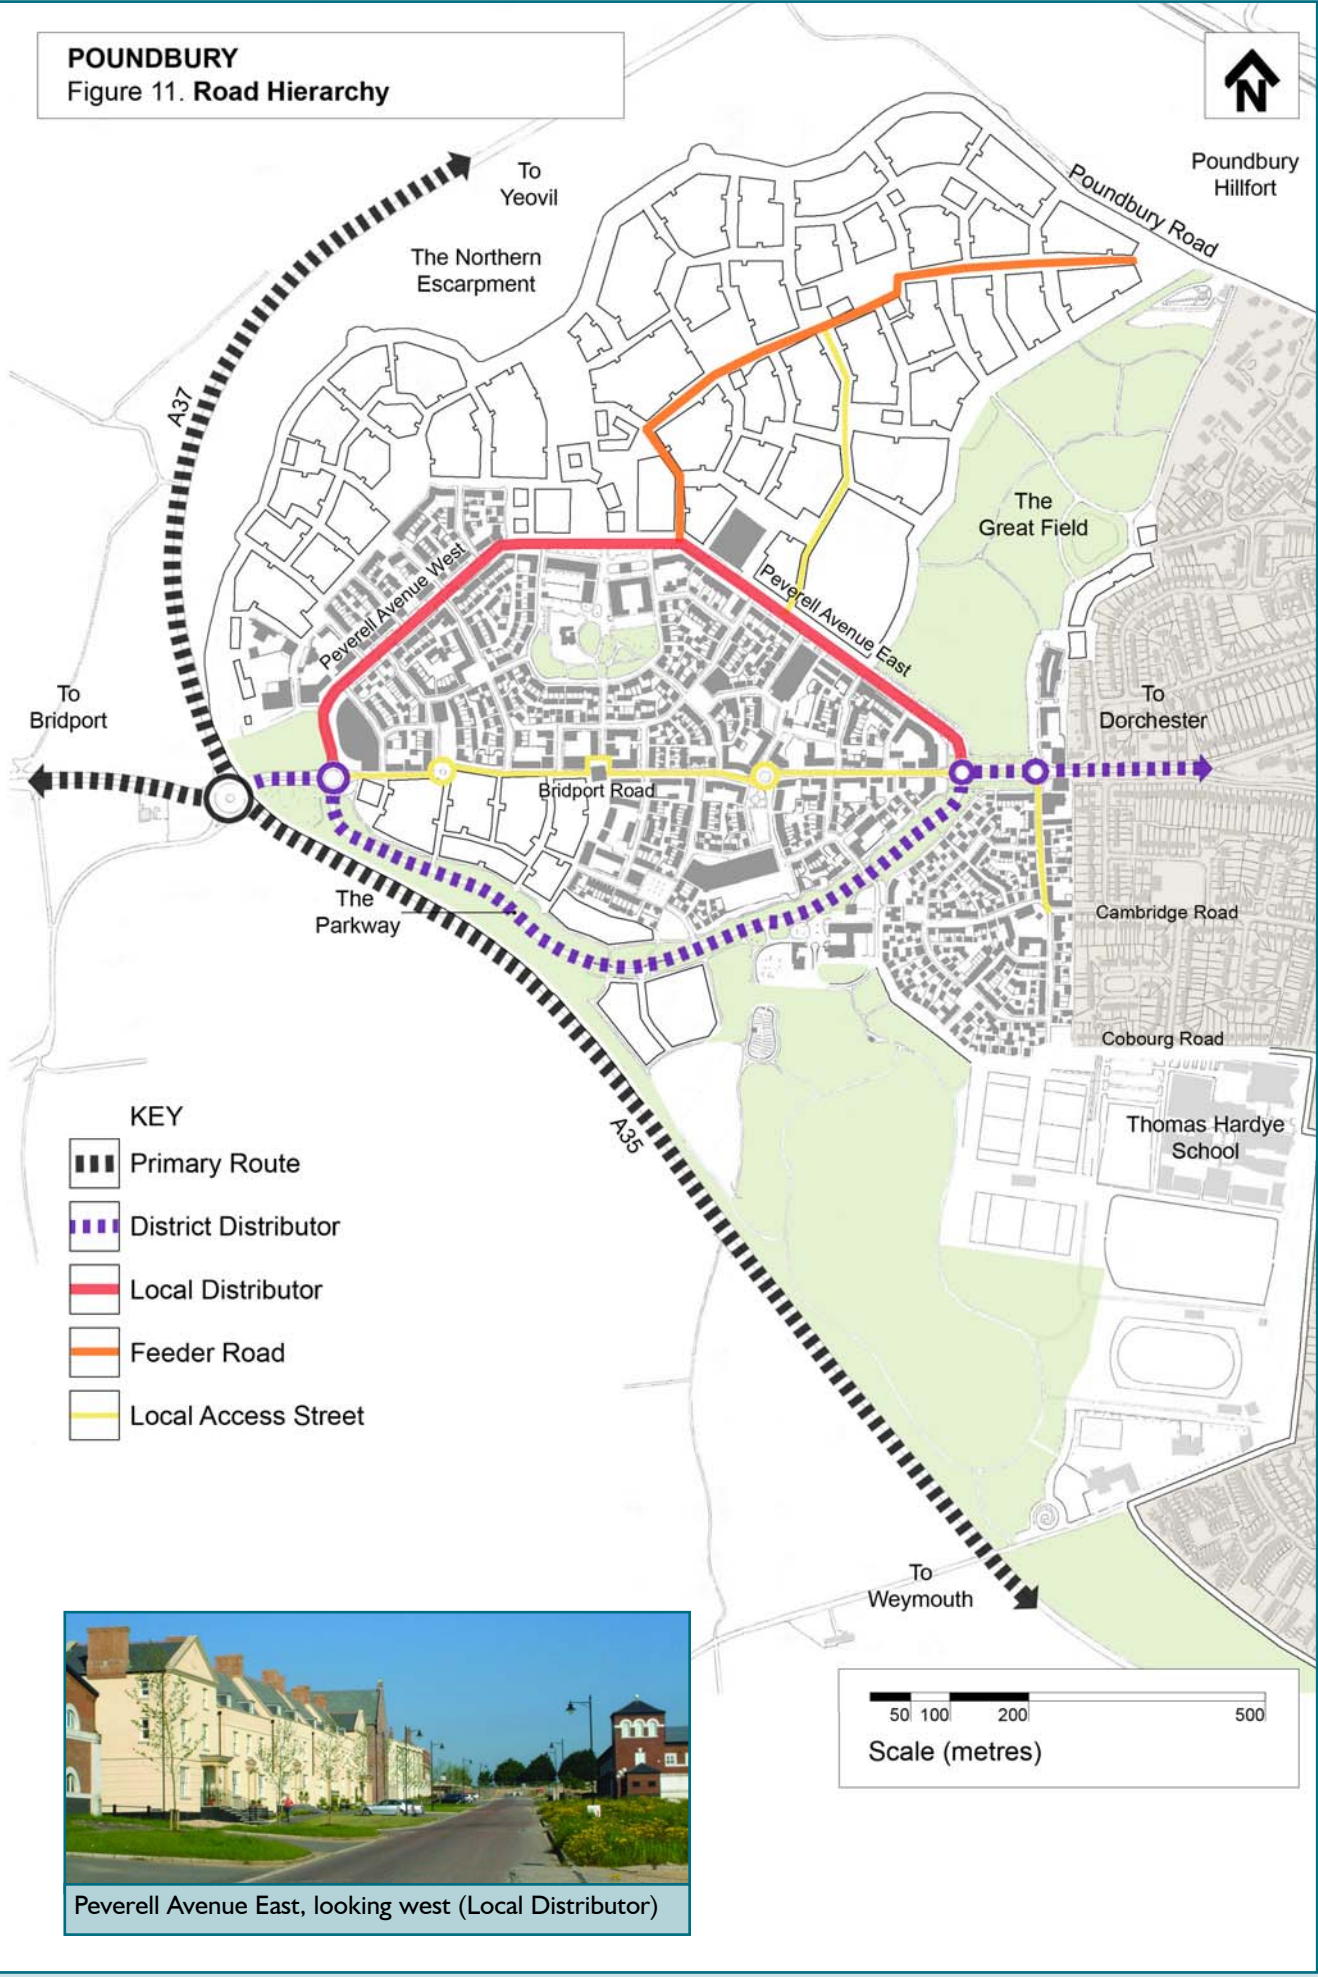 POUNDBURY
Figure 11. Road Hierarchy
N
Poundbury
Hillfort
To
Yeovil
Poundbury Road
The Northern
Escarpment
A37
The
Great Field
Peverell Avenue West
Peverell Avenue East
To
Bridport
To
Dorchester
Bridport Road
The
Parkway
Cambridge Road
Cobourg Road
A35
Thomas Hardye
School
KEY
Primary Route
District Distributor
Local Distributor
Feeder Road
Local Access Street
To
Weymouth
50 100 200 500
Scale (metres)
Peverell Avenue East, looking west (Local Distributor)